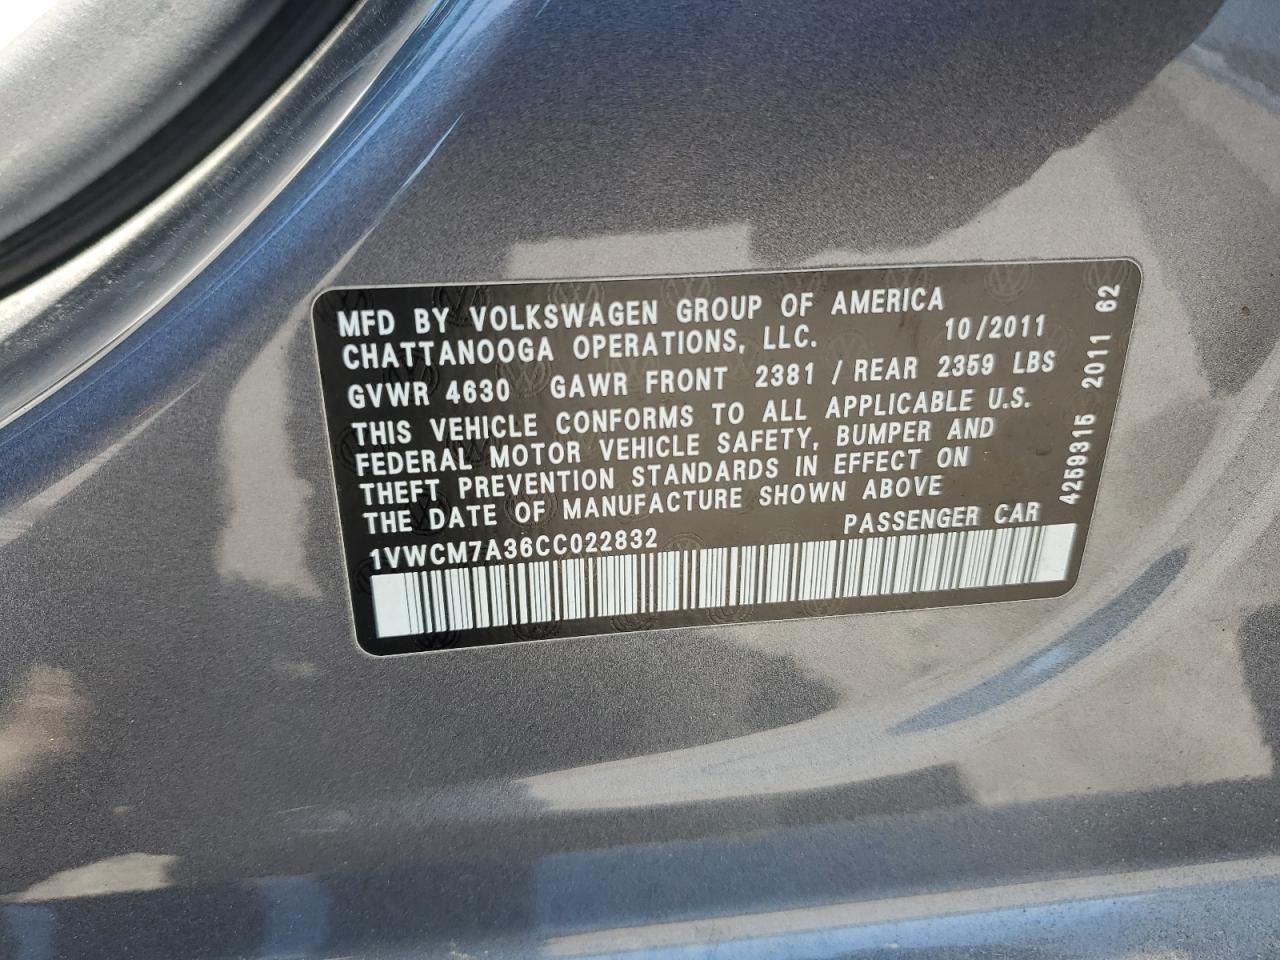 MFD BY VOLKSWAGEN GROUP OF AMERICA
CHATTANOOGA OPERATIONS, LLC. 10/2011
GVWR 4630 GAWR FRONT 2381 / REAR 2359 LBS
THIS VEHICLE CONFORMS TO ALL APPLICABLE U.S.
FEDERAL MOTOR VEHICLE SAFETY, BUMPER AND
THEFT PREVENTION STANDARDS IN EFFECT ON
THE DATE OF MANUFACTURE SHOWN ABOVE
1VWCM7A36CC022832 PASSENGER CAR
4259315 2011 62